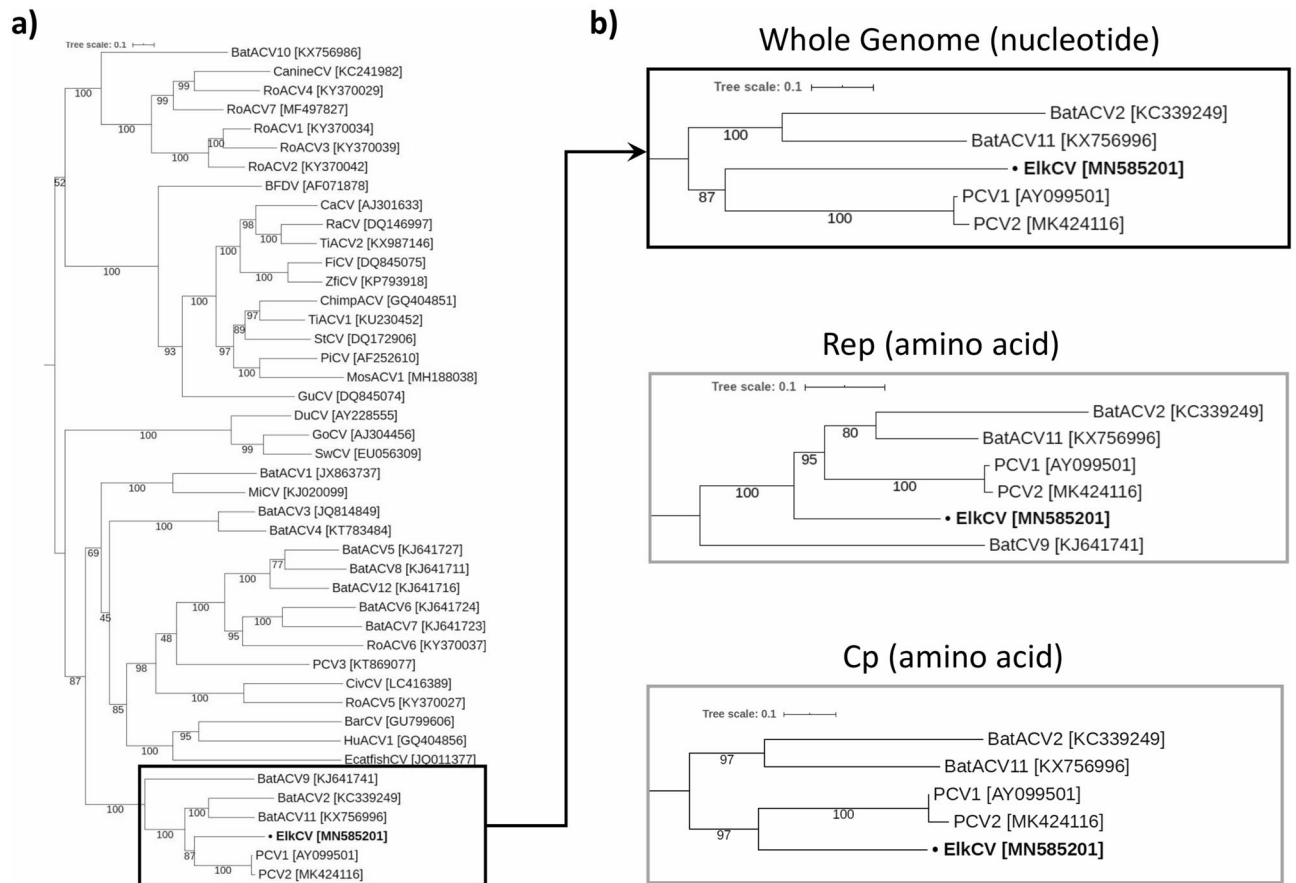 a)
Tree scale: 0.1
BatACV10 [KX756986]
CanineCV [KC241982]
99
RoACV4 [KY370029]
100
99
RoACV7 [MF497827]
100
RoACV1 [KY370034]
100
RoACV3 [KY370039]
100
RoACV2 [KY370042]
52
BFDV [AF071878]
CaCV [AJ301633]
98
RaCV [DQ146997]
100
TiACV2 [KX987146]
100
FiCV [DQ845075]
100
100
ZfiCV [KP793918]
100
ChimpACV [GQ404851]
97
TiACV1 [KU230452]
89
StCV [DQ172906]
93
97
PiCV [AF252610]
100
MosACV1 [MH188038]
GuCV [DQ845074]
DuCV [AY228555]
100
GoCV [AJ304456]
99
SwCV [EU056309]
BatACV1 [JX863737]
100
MiCV [KJ020099]
BatACV3 [JQ814849]
100
BatACV4 [KT783484]
69
BatACV5 [KJ641727]
77
BatACV8 [KJ641711]
100
BatACV12 [KJ641716]
100
BatACV6 [KJ641724]
100
45
BatACV7 [KJ641723]
95
48
RoACV6 [KY370037]
98
PCV3 [KT869077]
87
CivCV [LC416389]
100
RoACV5 [KY370027]
85
BarCV [GU799606]
95
HuACV1 [GQ404856]
100
EcatfishCV [JQ011377]
BatACV9 [KJ641741]
100
BatACV2 [KC339249]
100
BatACV11 [KX756996]
100
• ElkCV [MN585201]
87
PCV1 [AY099501]
100
PCV2 [MK424116]
b)
Whole Genome (nucleotide)
Tree scale: 0.1
BatACV2 [KC339249]
100
BatACV11 [KX756996]
• ElkCV [MN585201]
87
PCV1 [AY099501]
100
PCV2 [MK424116]
Rep (amino acid)
Tree scale: 0.1
BatACV2 [KC339249]
80
BatACV11 [KX756996]
95
PCV1 [AY099501]
100
100
PCV2 [MK424116]
• ElkCV [MN585201]
BatCV9 [KJ641741]
Cp (amino acid)
Tree scale: 0.1
BatACV2 [KC339249]
97
BatACV11 [KX756996]
PCV1 [AY099501]
100
PCV2 [MK424116]
97
• ElkCV [MN585201]